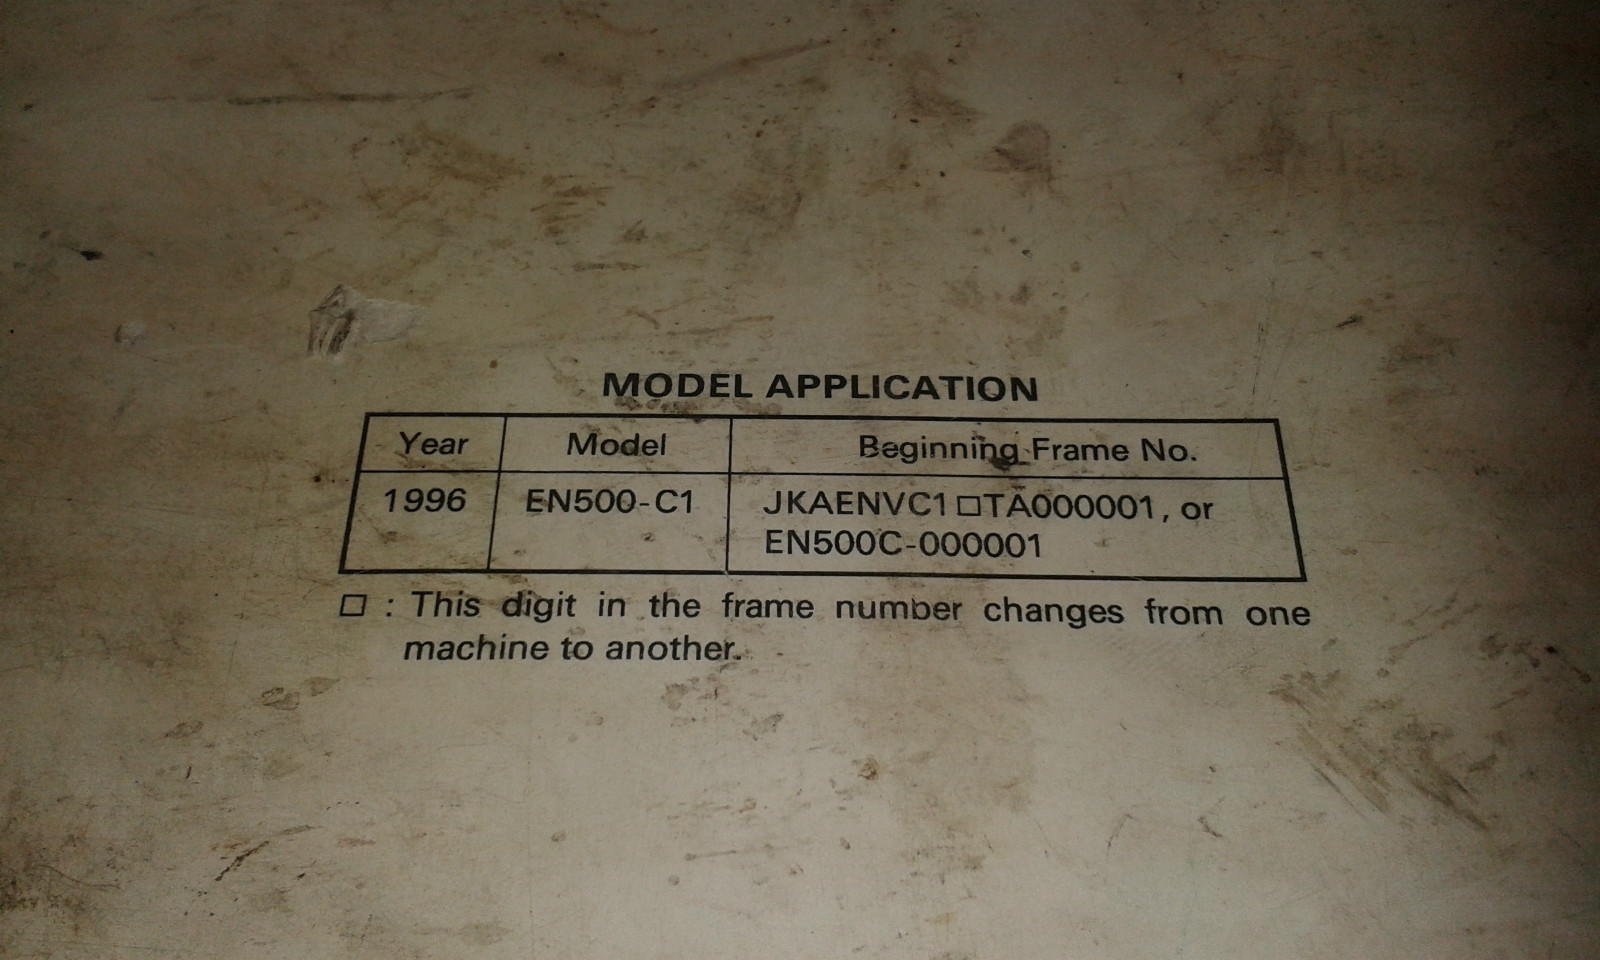 MODEL APPLICATION
Year Model Beginning Frame No.
1996 EN500-C1 JKAENVC1□TA000001, or
EN500C-000001
□ : This digit in the frame number changes from one
machine to another.